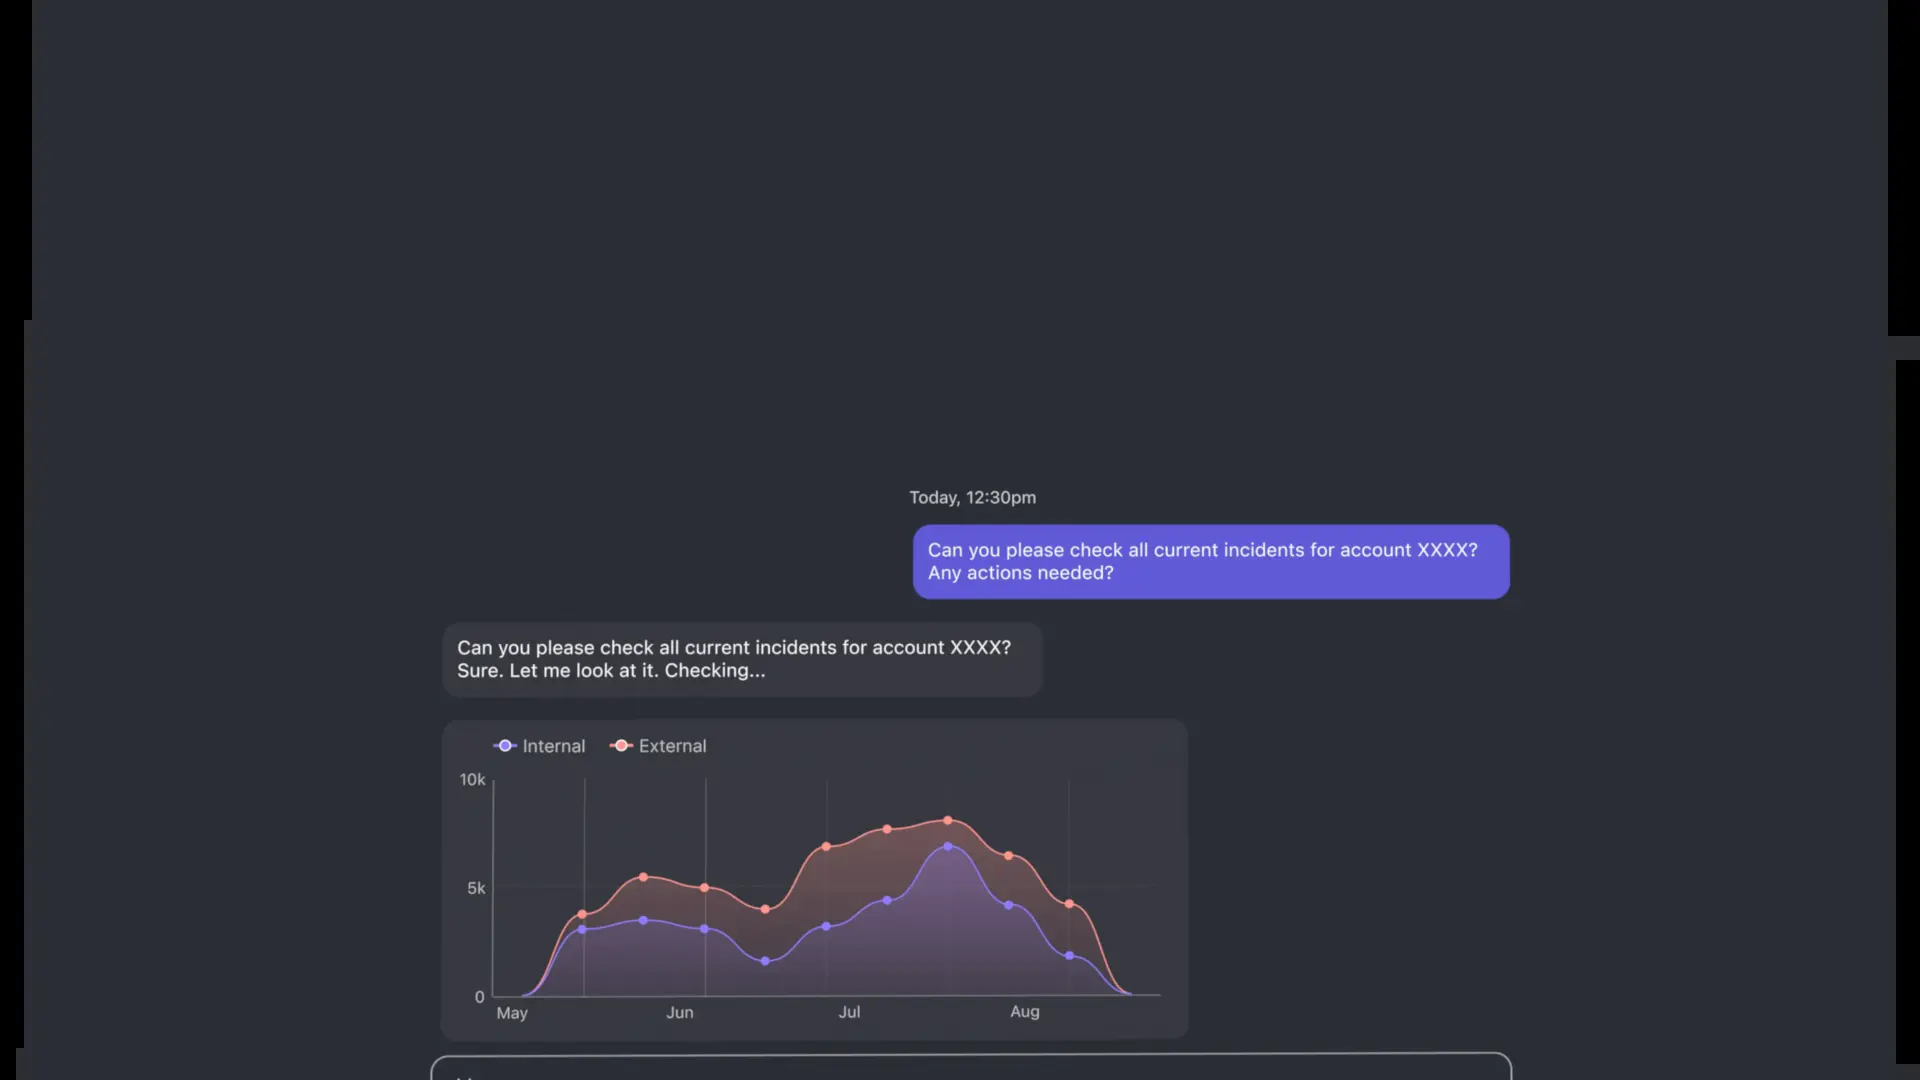 Today, 12:30pm
Can you please check all current incidents for account XXXX?
Any actions needed?
Can you please check all current incidents for account XXXX?
Sure. Let me look at it. Checking...
Internal External
10k
5k
0
May Jun Jul Aug